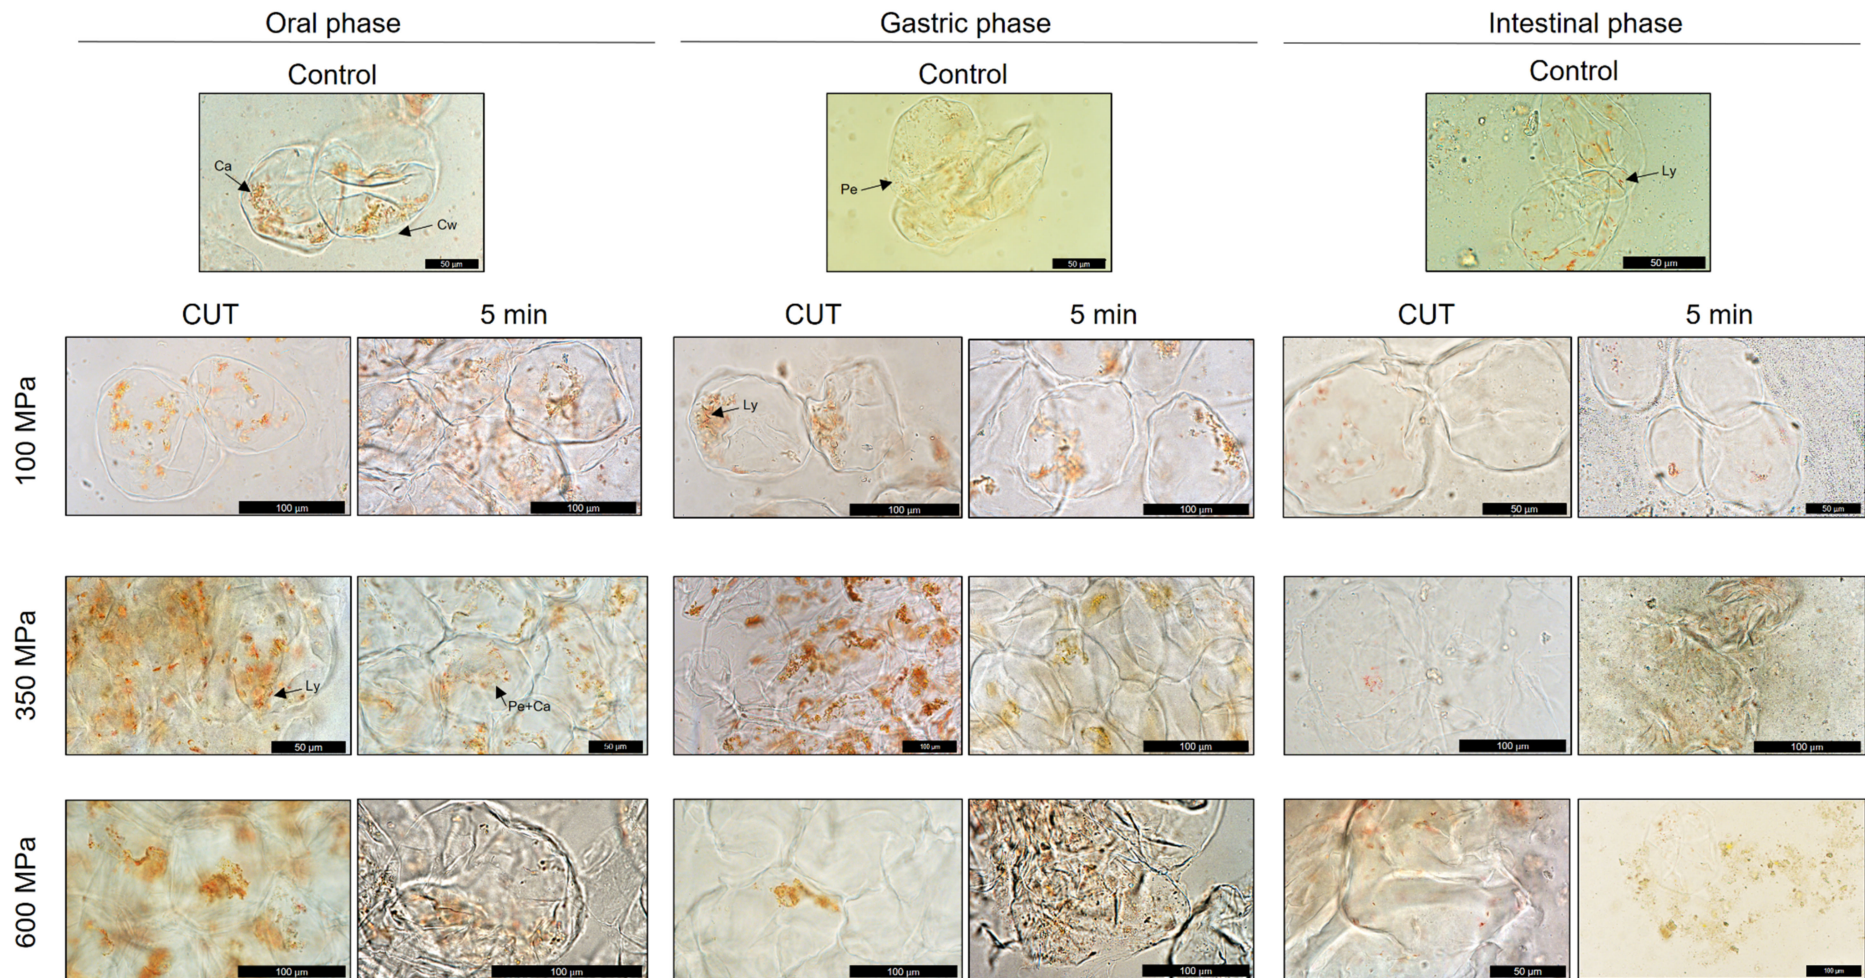 Oral phase Gastric phase Intestinal phase
Control Control Control
Ca
Cw
50 µm
Pe
50 µm
Ly
50 µm
CUT 5 min CUT 5 min CUT 5 min
100 MPa
100 µm
100 µm
Ly
100 µm
100 µm
50 µm
50 µm
350 MPa
Ly
50 µm
Pe+Ca
50 µm
100 µm
100 µm
100 µm
100 µm
600 MPa
100 µm
100 µm
100 µm
100 µm
50 µm
100 µm